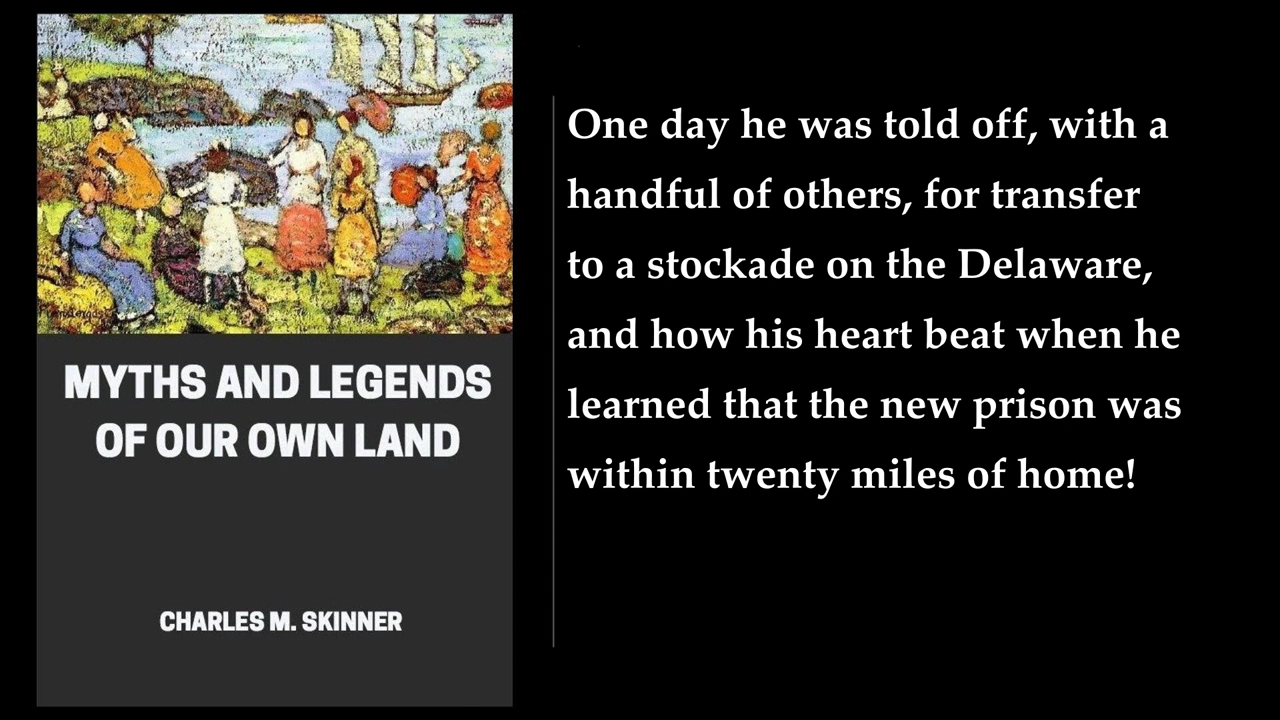 MYTHS AND LEGENDS
OF OUR OWN LAND
CHARLES M. SKINNER
One day he was told off, with a
handful of others, for transfer
to a stockade on the Delaware,
and how his heart beat when he
learned that the new prison was
within twenty miles of home!